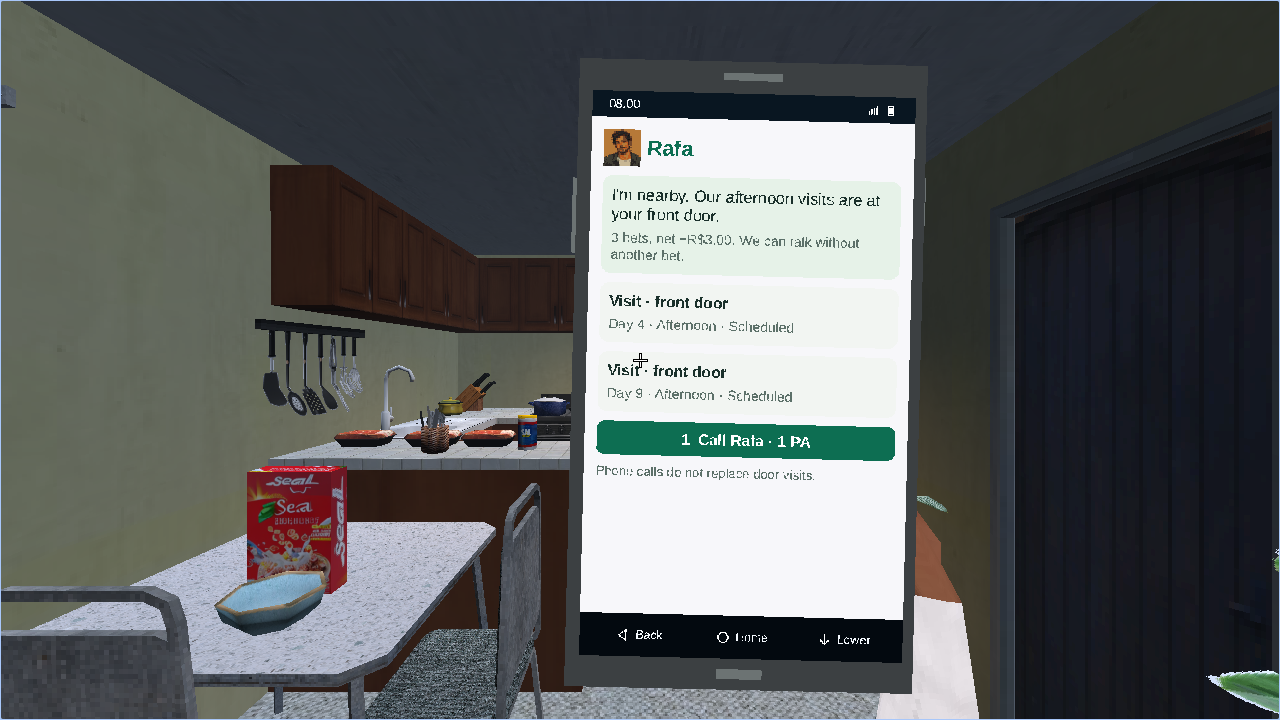 08.00
Rafa
I'm nearby. Our afternoon visits are at
your front door.
3 bets, net −R$3.00. We can talk without
another bet.
Visit · front door
Day 4 · Afternoon · Scheduled
Visit · front door
Day 9 · Afternoon · Scheduled
1 Call Rafa · 1 PA
Phone calls do not replace door visits.
Back
Home
Lower